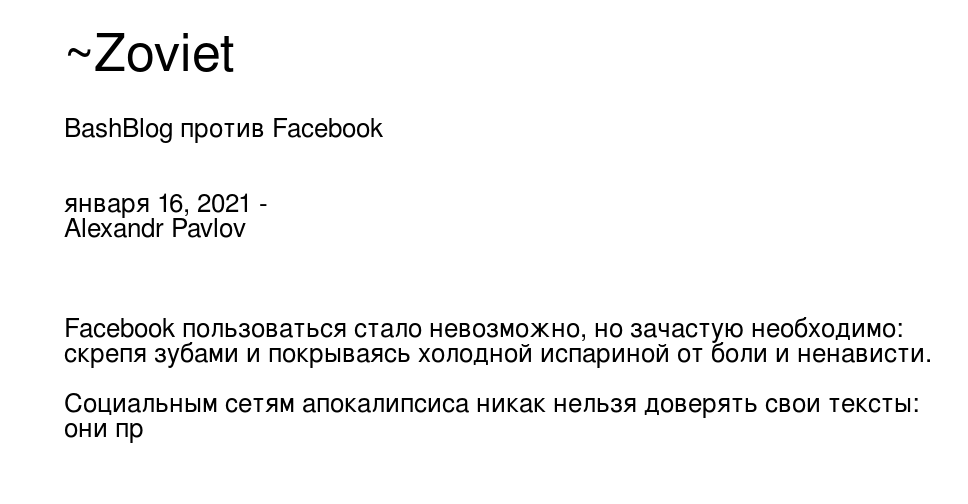 ~Zoviet
BashBlog против Facebook
января 16, 2021 -
Alexandr Pavlov
Facebook пользоваться стало невозможно, но зачастую необходимо:
скрепя зубами и покрываясь холодной испариной от боли и ненависти.
Социальным сетям апокалипсиса никак нельзя доверять свои тексты:
они пр